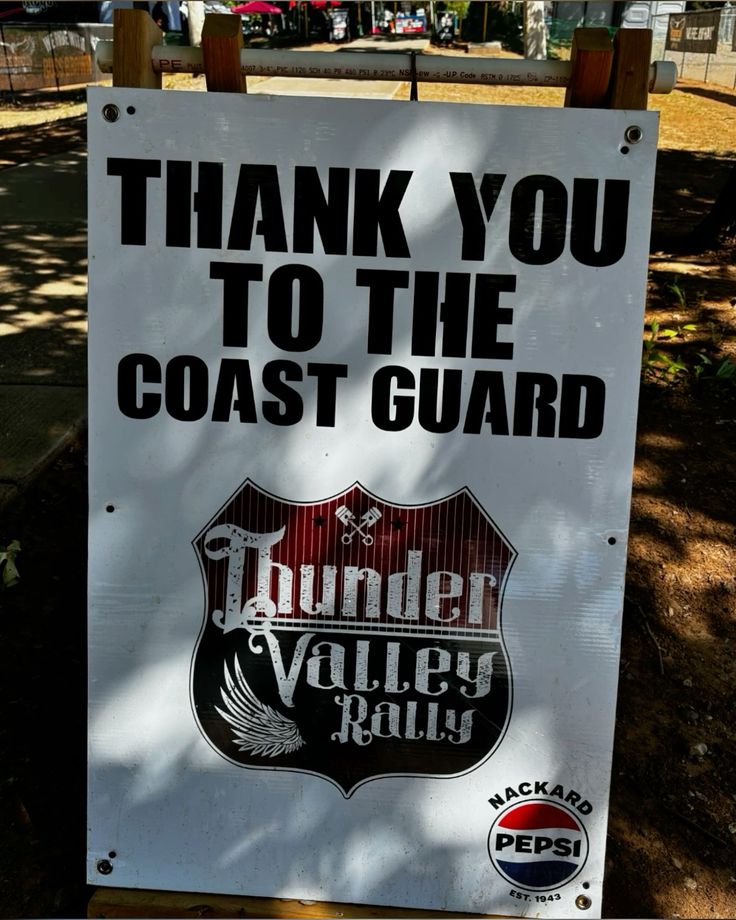 THANK YOU
TO THE
COAST GUARD
Thunder
Valley
Rally
NACKARD
PEPSI
EST. 1943